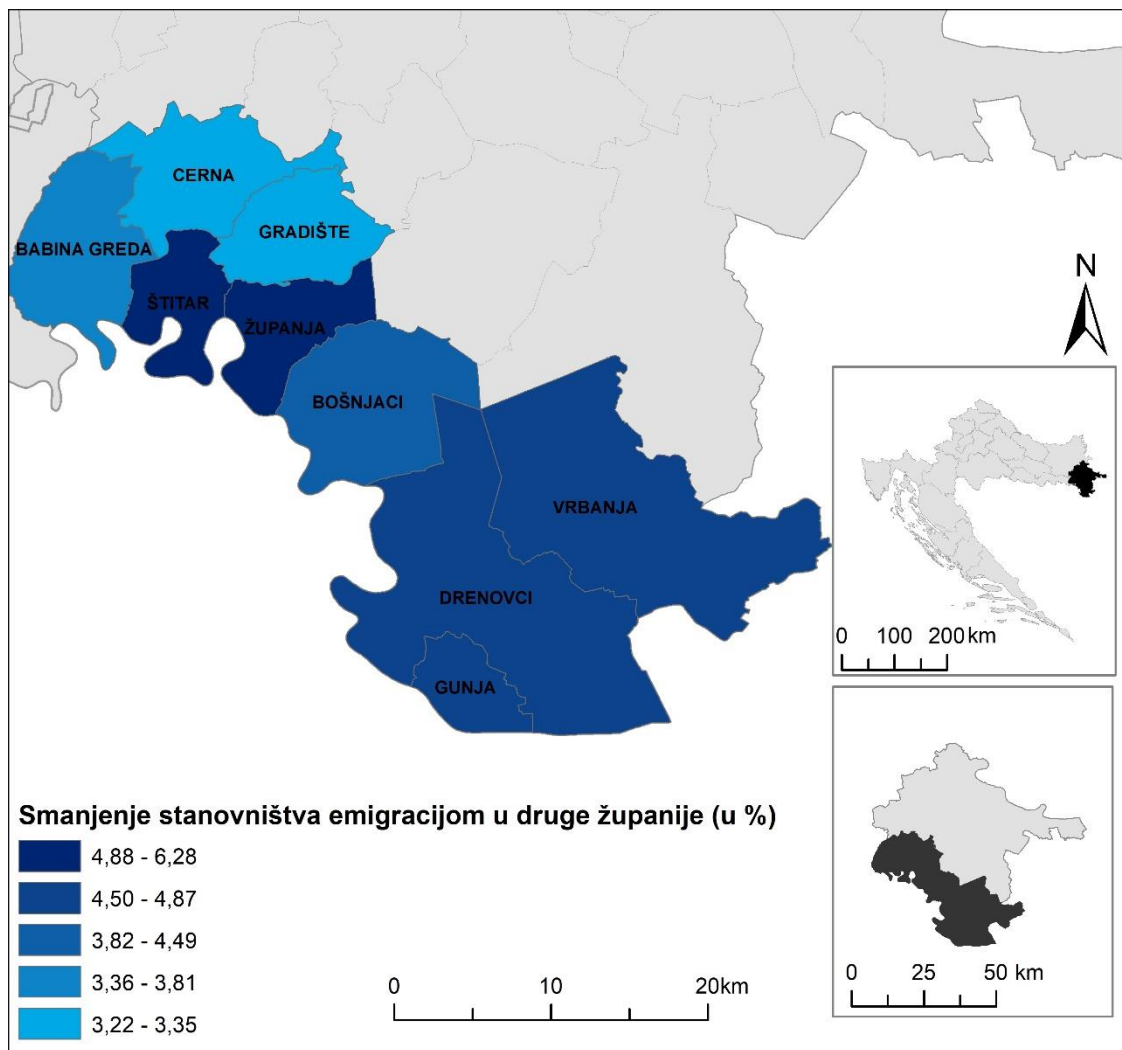 CERNA
GRADIŠTE
BABINA GREDA
ŠTITAR
ŽUPANJA
BOŠNJACI
VRBANJA
DRENOVCI
GUNJA
N
0 100 200 km
0 25 50 km
Smanjenje stanovništva emigracijom u druge županije (u %)
4,88 - 6,28
4,50 - 4,87
3,82 - 4,49
3,36 - 3,81
3,22 - 3,35
0 10 20km